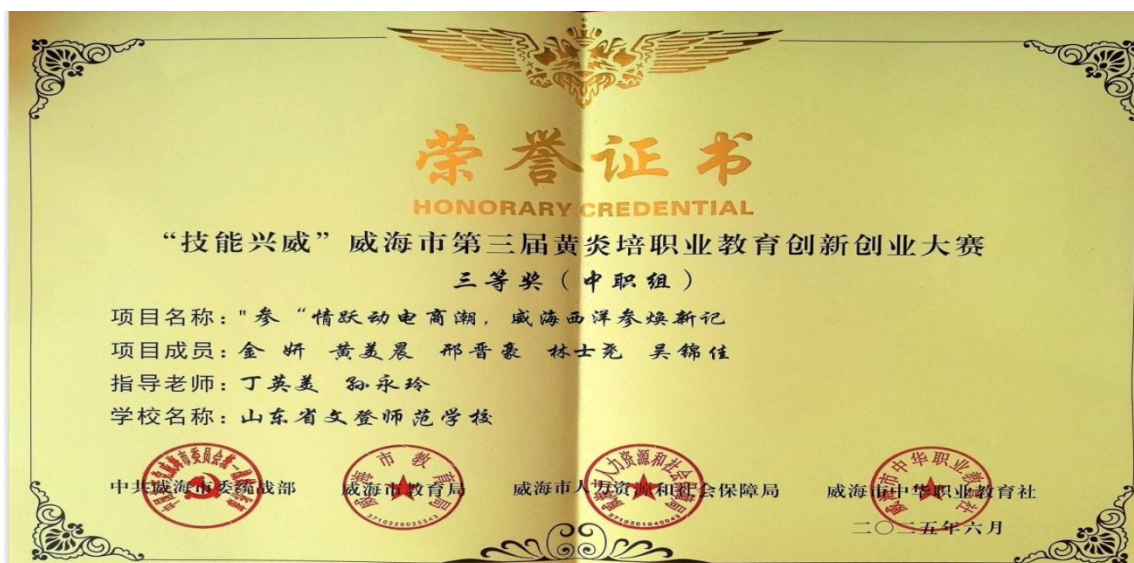 荣誉证书
HONORARY CREDENTIAL
“技能兴威”威海市第三届黄炎培职业教育创新创业大赛
三等奖（中职组）
项目名称："参“情跃动电商潮，威海西洋参焕新记
项目成员：金妍 黄美晨 邢晋豪 林士尧 吴锦佳
指导老师：丁英美 孙永玲
学校名称：山东省文登师范学校
中共威海市委统战部 威海市教育局 威海市人力资源和社会保障局 威海市中华职业教育社
二〇二五年六月